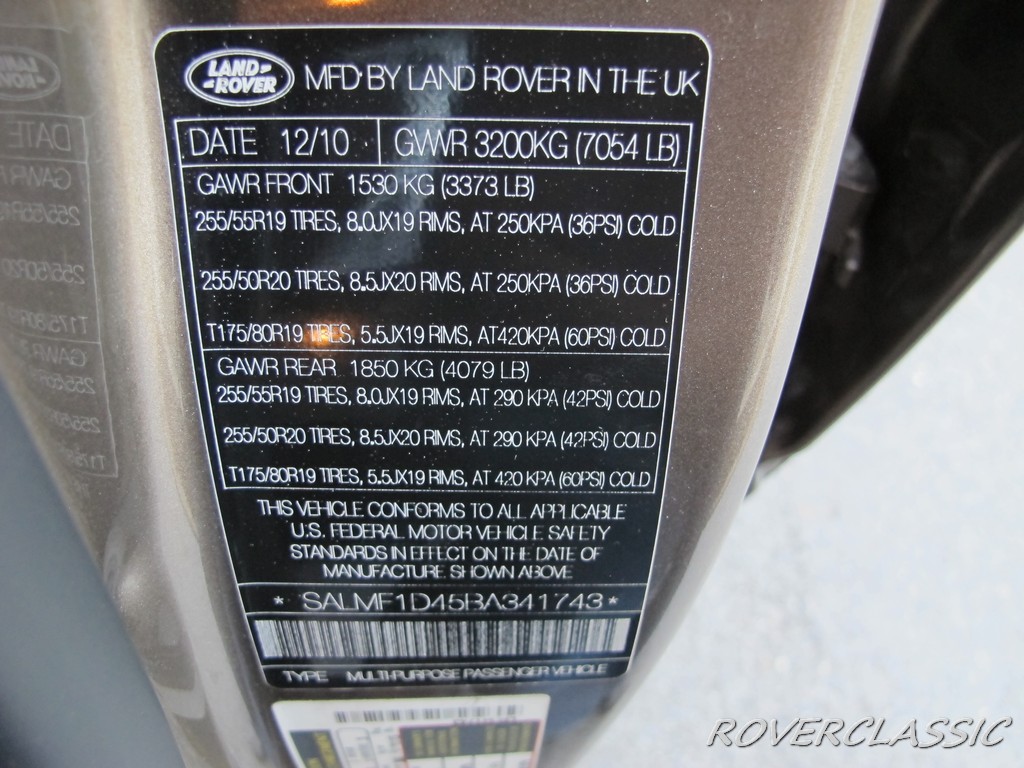 LAND-
-ROVER
MFD BY LAND ROVER IN THE UK
DATE 12/10 GWWR 3200KG (7054 LB)
GAWR FRONT 1530 KG (3373 LB)
255/55R19 TIRES, 8.0JX19 RIMS, AT 250KPA (36PSI) COLD
255/50R20 TIRES, 8.5JX20 RIMS, AT 250KPA (36PSI) COLD
T175/80R19 TIRES, 5.5JX19 RIMS, AT420KPA (60PSI) COLD
GAWR REAR 1850 KG (4079 LB)
255/55R19 TIRES, 8.0JX19 RIMS, AT 290 KPA (42PSI) COLD
255/50R20 TIRES, 8.5JX20 RIMS, AT 290 KPA (42PSI) COLD
T175/80R19 TIRES, 5.5JX19 RIMS, AT 420 KPA (60PSI) COLD
THIS VEHICLE CONFORMS TO ALL APPLICABLE
U.S. FEDERAL MOTOR VEHICLE SAFETY
STANDARDS IN EFFECT ON THE DATE OF
MANUFACTURE SHOWN ABOVE
* SALMF1D45BA341743 *
TYPE MULTI-PURPOSE PASSENGER VEHICLE
ROVERCLASSIC